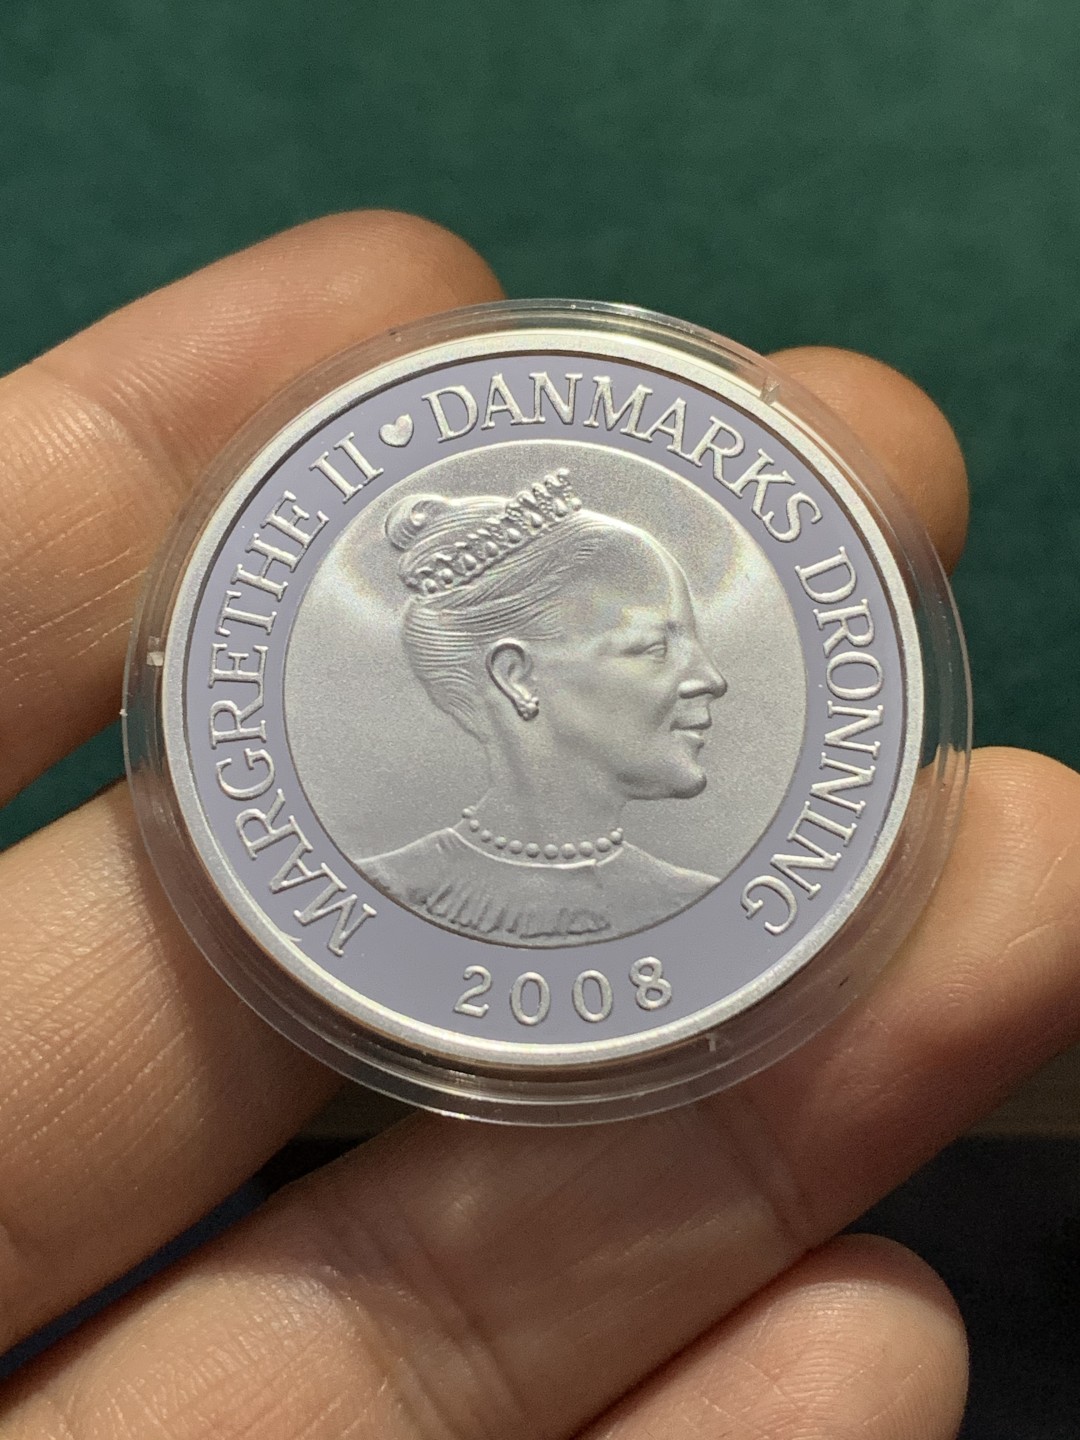 MARGRETHE II ♥ DANMARKS DRONNING
2008